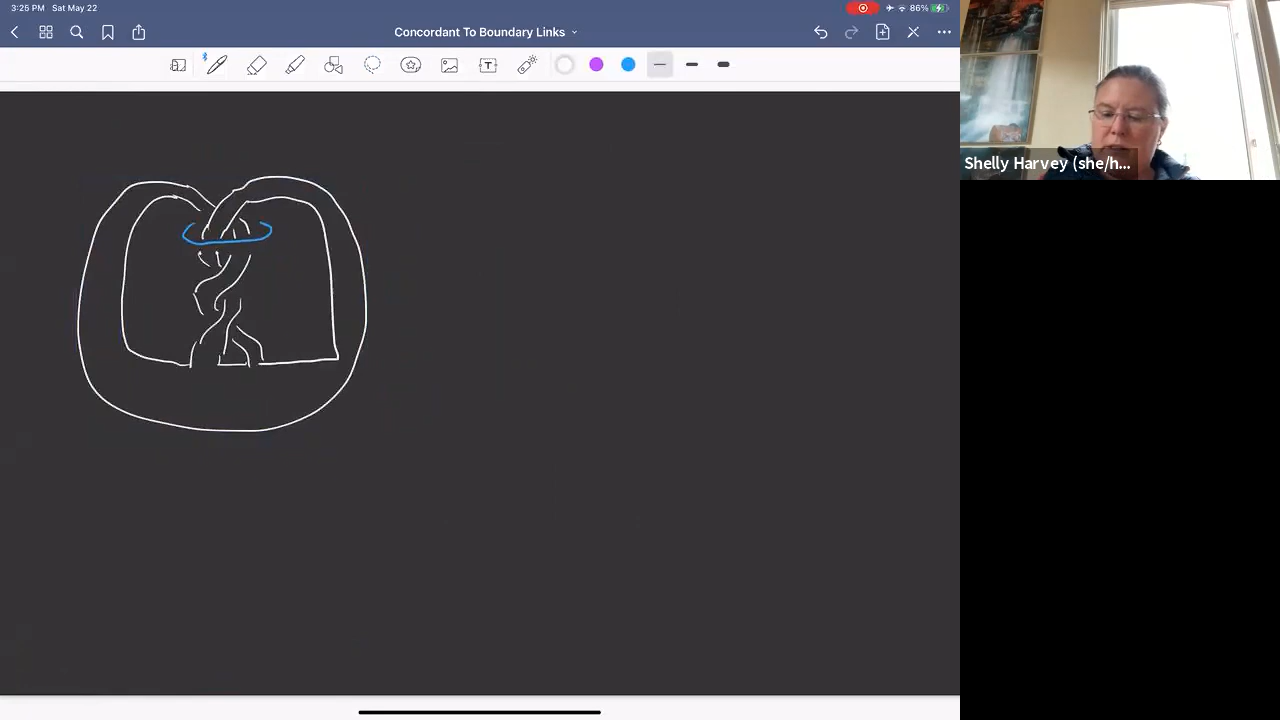 3:25 PM Sat May 22
86%
Concordant To Boundary Links
T
Shelly Harvey (she/h...